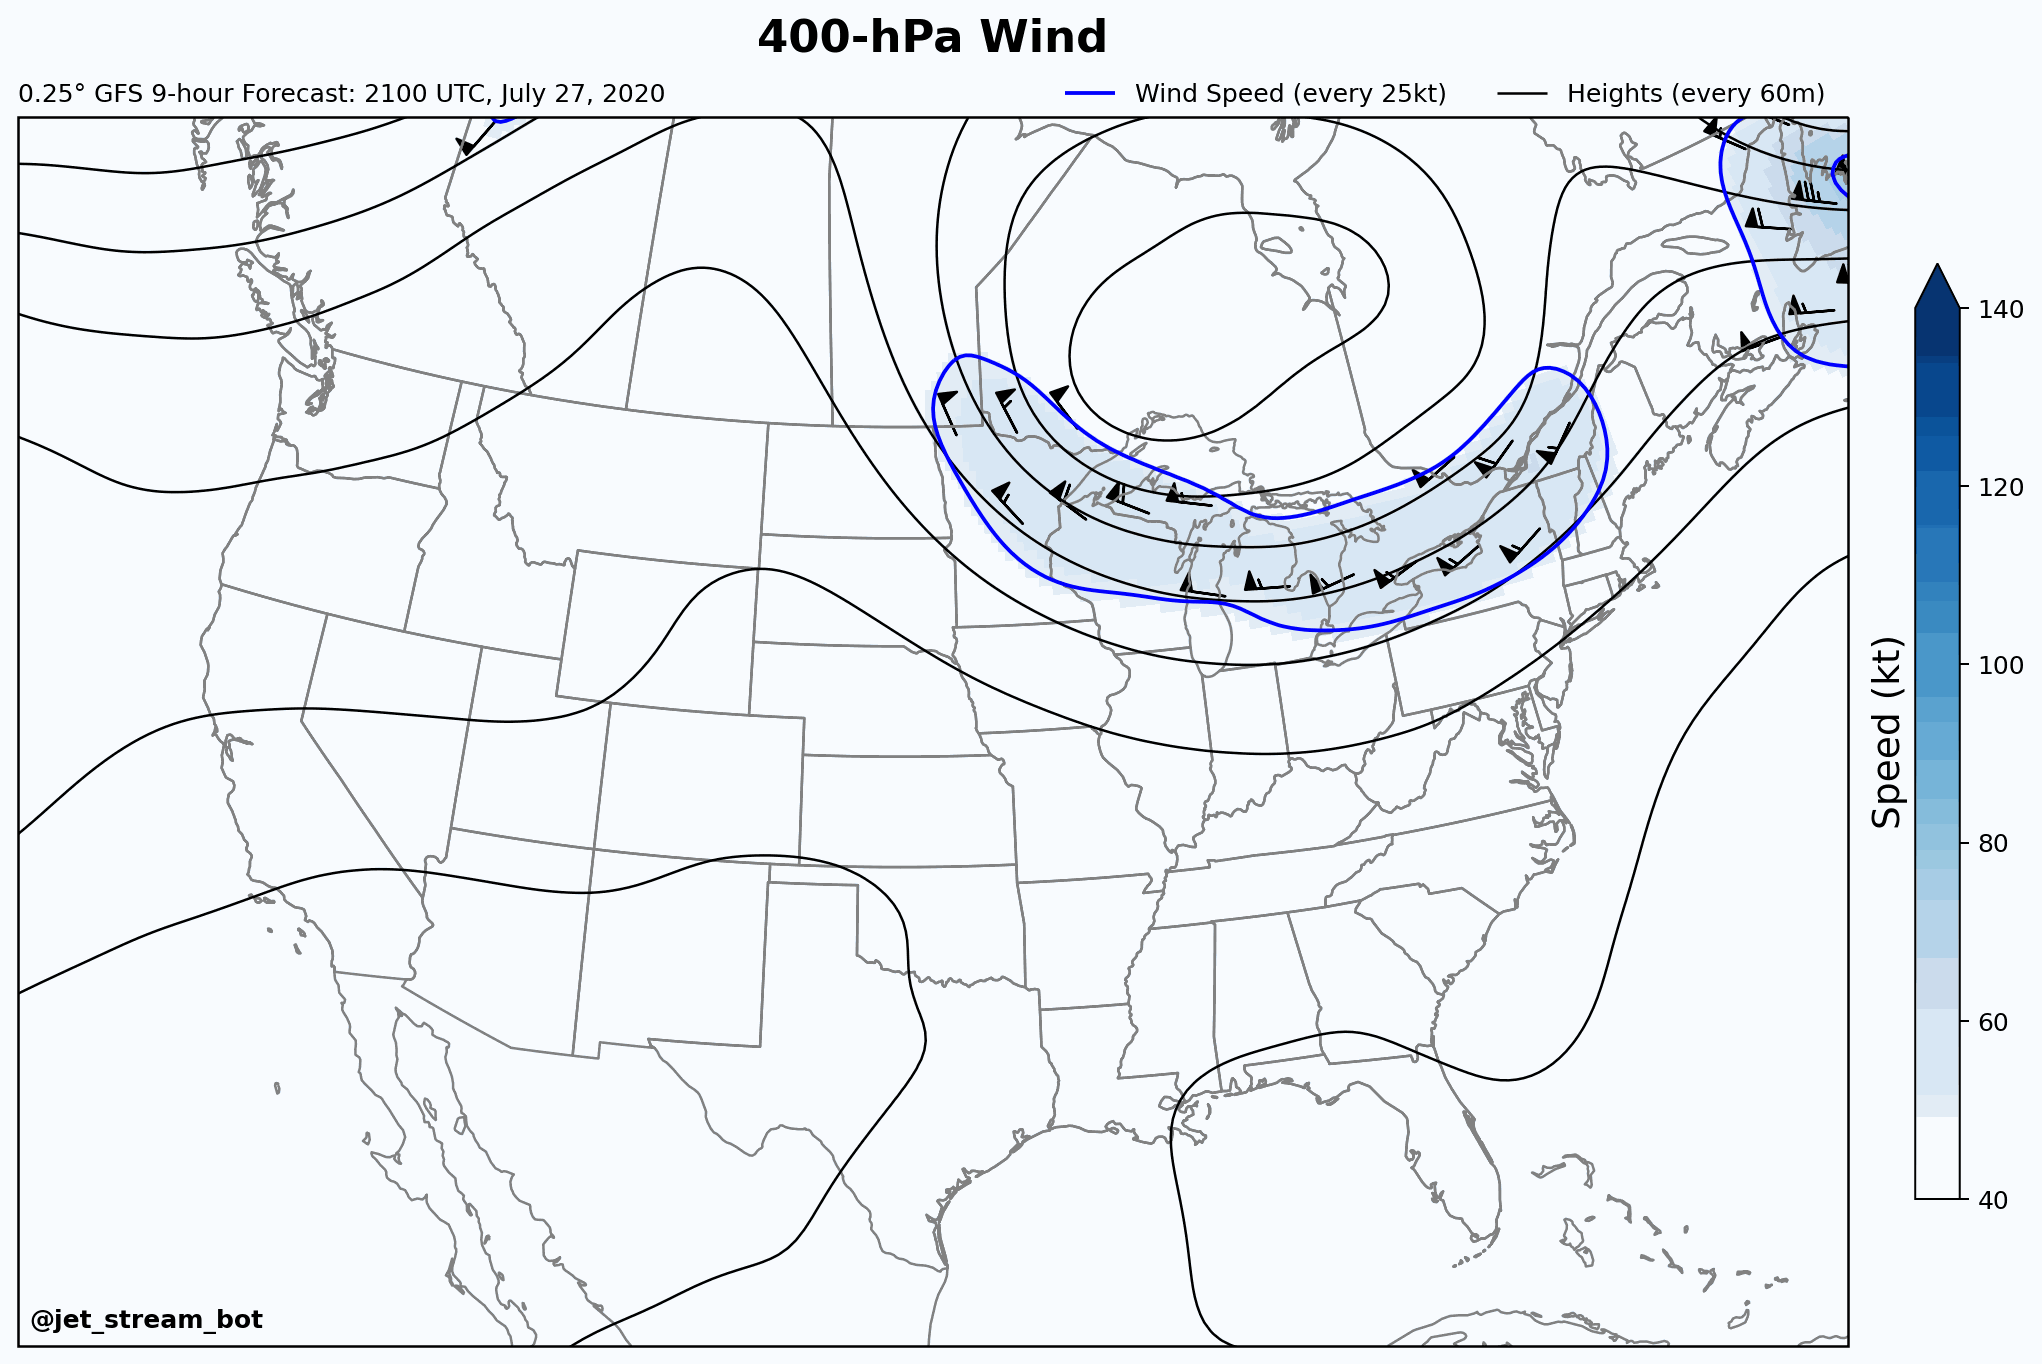 400-hPa Wind
0.25° GFS 9-hour Forecast: 2100 UTC, July 27, 2020
Wind Speed (every 25kt)
Heights (every 60m)
140
120
100
80
60
40
Speed (kt)
@jet_stream_bot